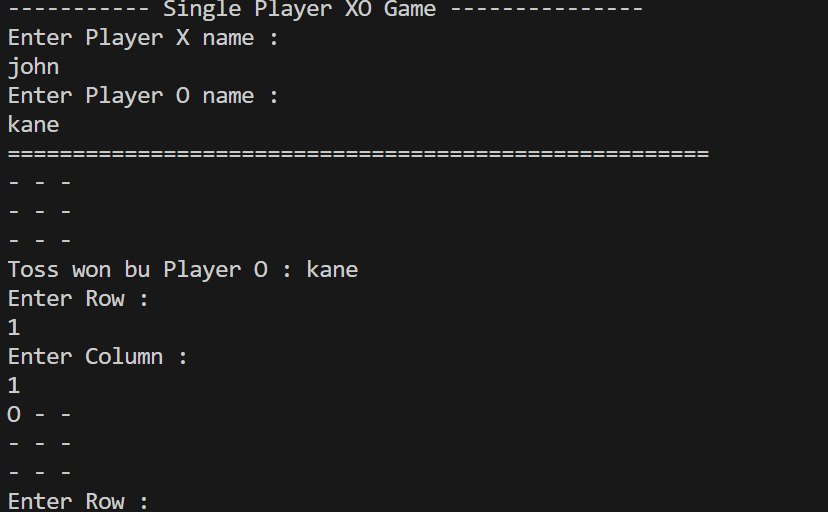 ----------- Single Player XO Game ---------------
Enter Player X name :
john
Enter Player O name :
kane
======================================================
- - -
- - -
- - -
Toss won bu Player O : kane
Enter Row :
1
Enter Column :
1
O - -
- - -
- - -
Enter Row :